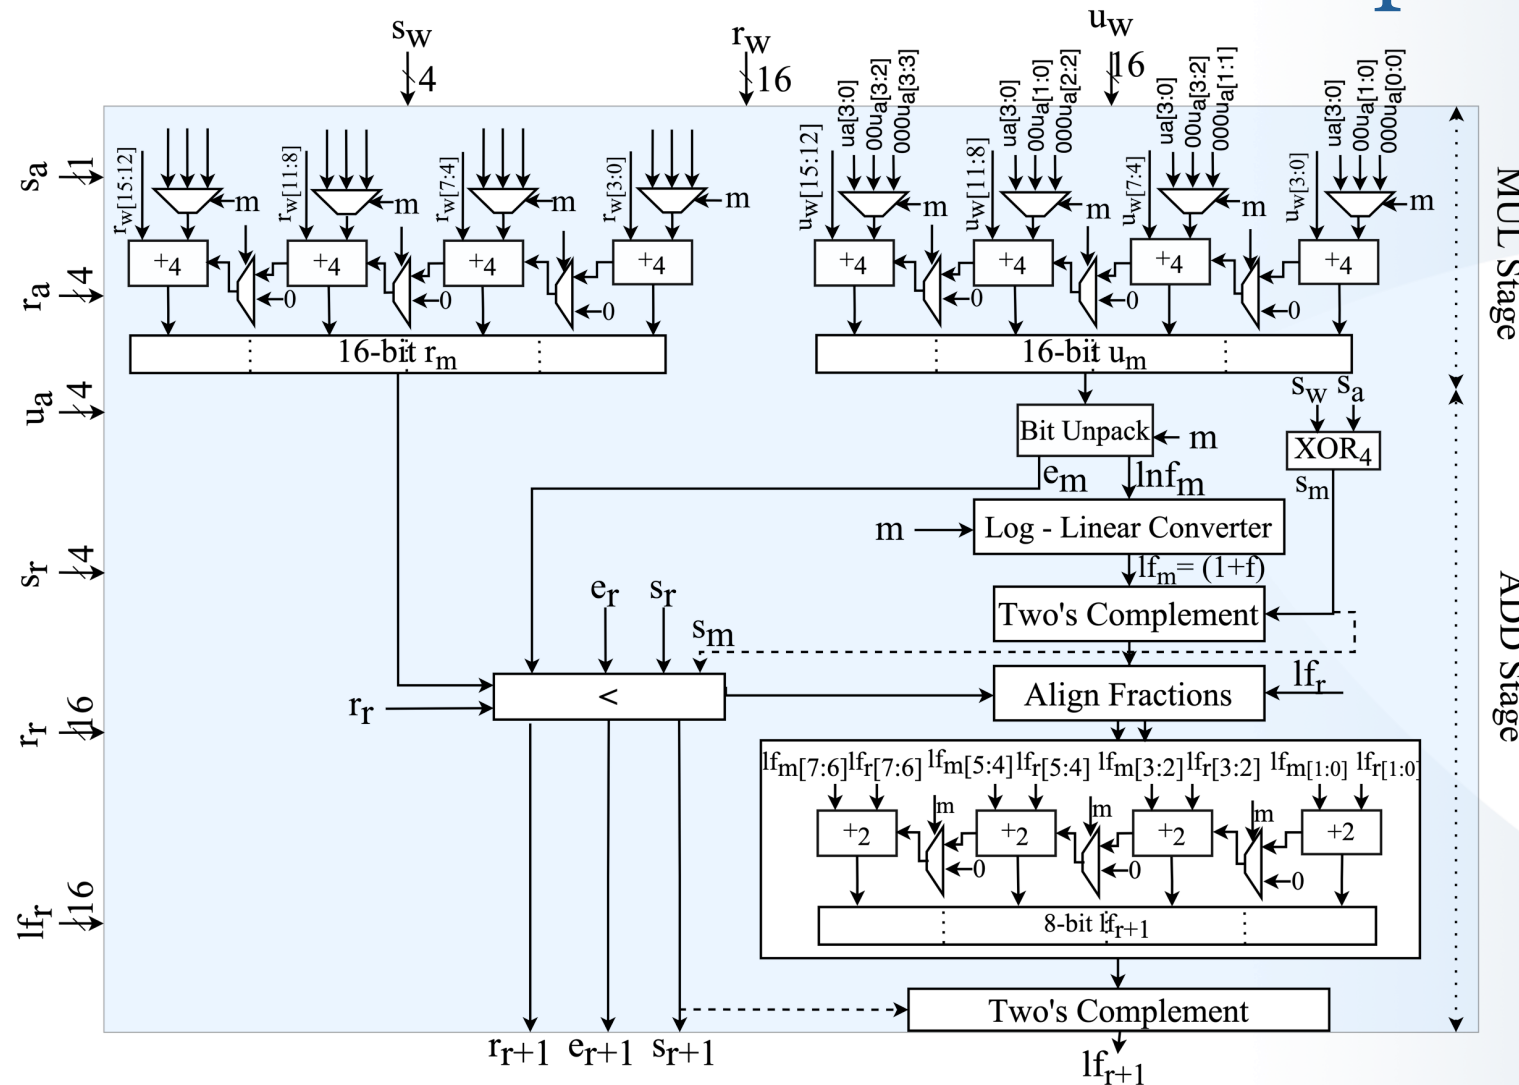 s_w
4
r_w
16
u_w
16
ua[3:0]
00u_a[3:2]
000u_a[3:3]
ua[3:0]
00u_a[1:0]
000u_a[2:2]
ua[3:0]
00u_a[3:2]
000u_a[1:1]
ua[3:0]
00u_a[1:0]
000u_a[0:0]
s_a 1
r_w[15:12] m
r_w[11:8] m
r_w[7:4] m
r_w[3:0] m
u_w[15:12] m
u_w[11:8] m
u_w[7:4] m
u_w[3:0] m
MUL Stage
+4 +4 +4 +4 +4 +4 +4 +4
r_a 4
0 0 0 0 0 0
16-bit r_m
16-bit u_m
u_a 4
s_w s_a
Bit Unpack m
XOR_4
e_m lnf_m s_m
m Log - Linear Converter
lf_m= (1+f)
s_r 4
e_r s_r s_m
Two's Complement
ADD Stage
r_r <
Align Fractions lf_r
r_r 16
lf_m[7:6] lf_r[7:6] lf_m[5:4] lf_r[5:4] lf_m[3:2] lf_r[3:2] lf_m[1:0] lf_r[1:0]
m m m
+2 +2 +2 +2
0 0 0
lf_r 16
8-bit lf_r+1
Two's Complement
r_r+1 e_r+1 s_r+1
lf_r+1